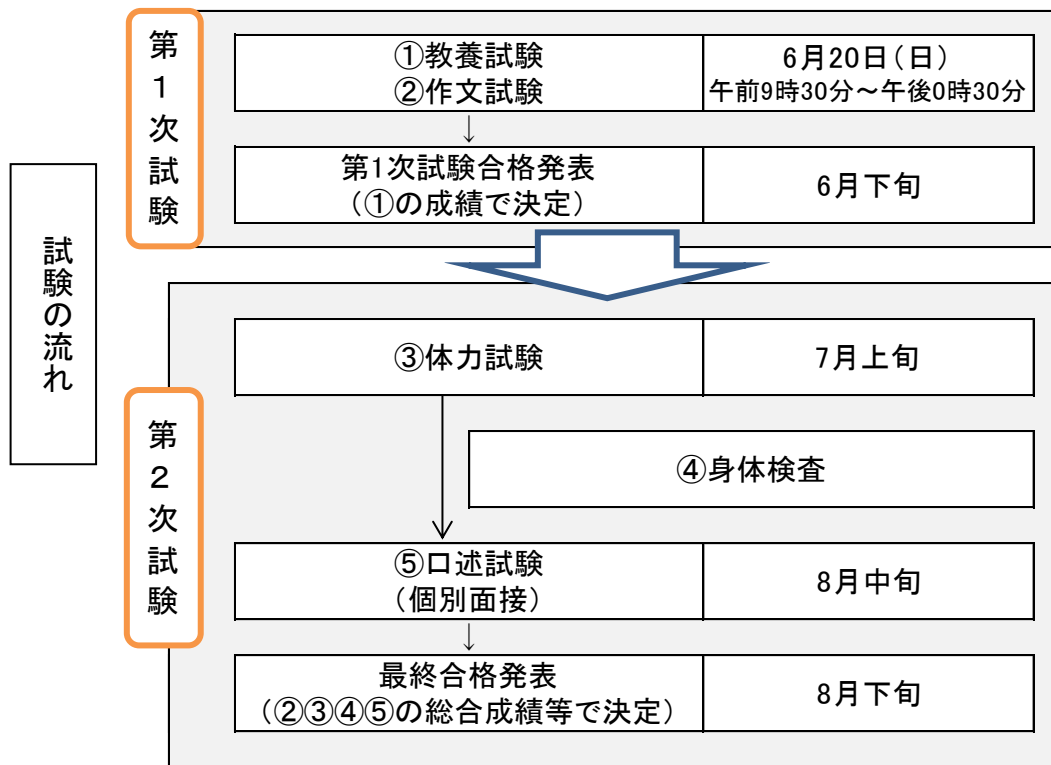 試験の流れ
第1次試験
①教養試験
②作文試験
6月20日(日)
午前9時30分～午後0時30分
↓
第1次試験合格発表
(①の成績で決定)
6月下旬
第2次試験
③体力試験
7月上旬
④身体検査
⑤口述試験
(個別面接)
8月中旬
↓
最終合格発表
(②③④⑤の総合成績等で決定)
8月下旬